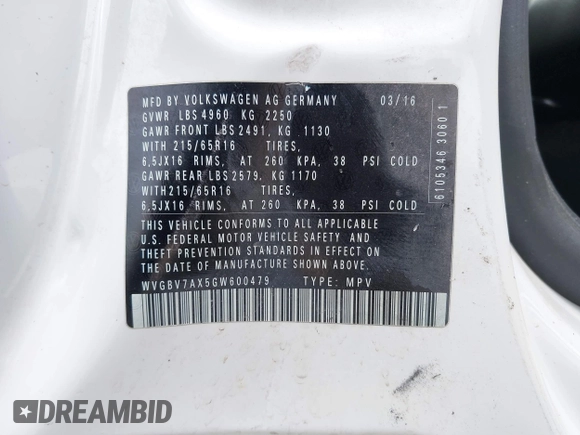 MFD BY VOLKSWAGEN AG GERMANY 03/16
GVWR LBS 4960 KG 2250
GAWR FRONT LBS 2491, KG 1130
WITH 215/65R16 TIRES,
6,5JX16 RIMS, AT 260 KPA, 38 PSI COLD
GAWR REAR LBS 2579, KG 1170
WITH215/65R16 TIRES,
6,5JX16 RIMS, AT 260 KPA, 38 PSI COLD
THIS VEHICLE CONFORMS TO ALL APPLICABLE
U.S. FEDERAL MOTOR VEHICLE SAFETY AND
THEFT PREVENTION STANDARDS IN EFFECT
ON THE DATE OF MANUFACTURE SHOWN ABOVE.
WVGBV7AX5GW600479 TYPE: MPV
6105346 3060 1
DREAMBID